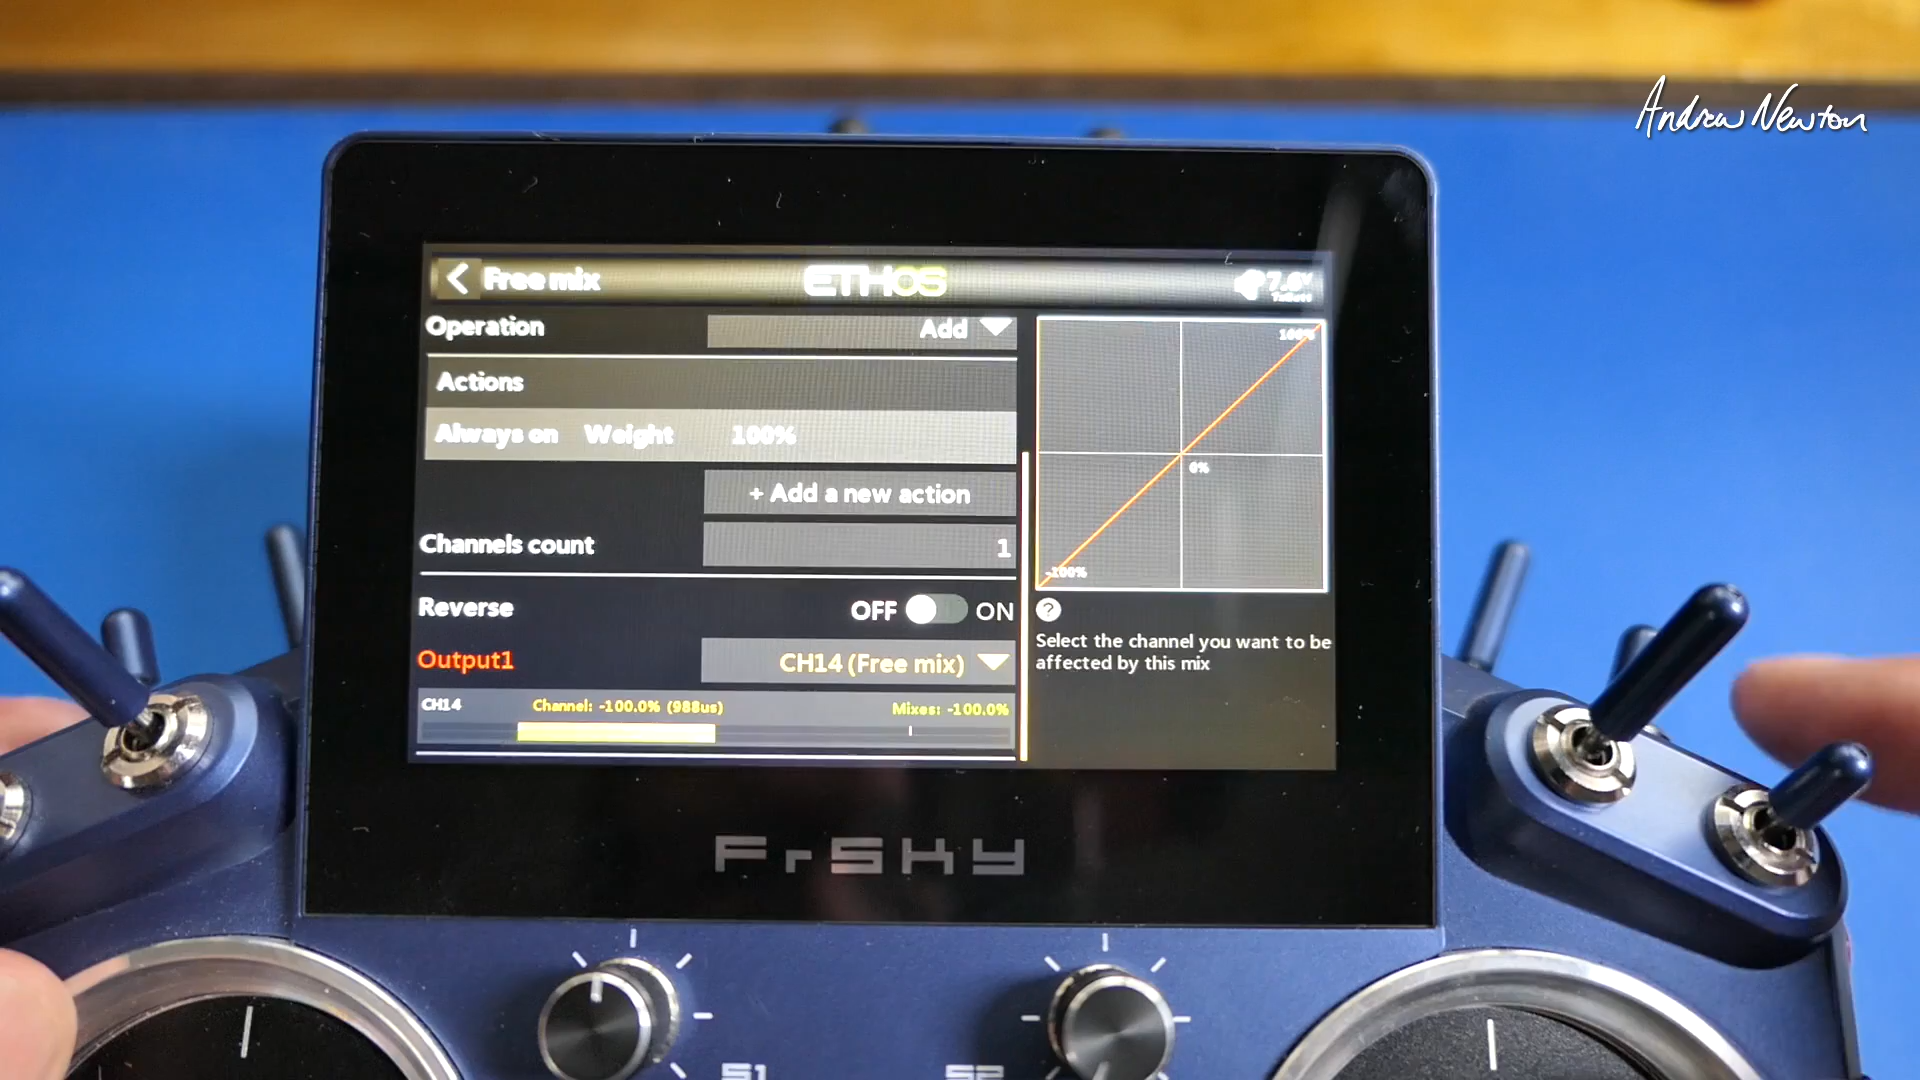 Andrew Newton
Free mix
ETHOS
Operation Add
100%
Actions
Always on Weight 100%
0%
+ Add a new action
Channels count 1
-100%
Reverse OFF ON
?
Select the channel you want to be
affected by this mix
Output1 CH14 (Free mix)
CH14 Channel: -100.0% (988us) Mixes: -100.0%
FrSKY
S1 S2